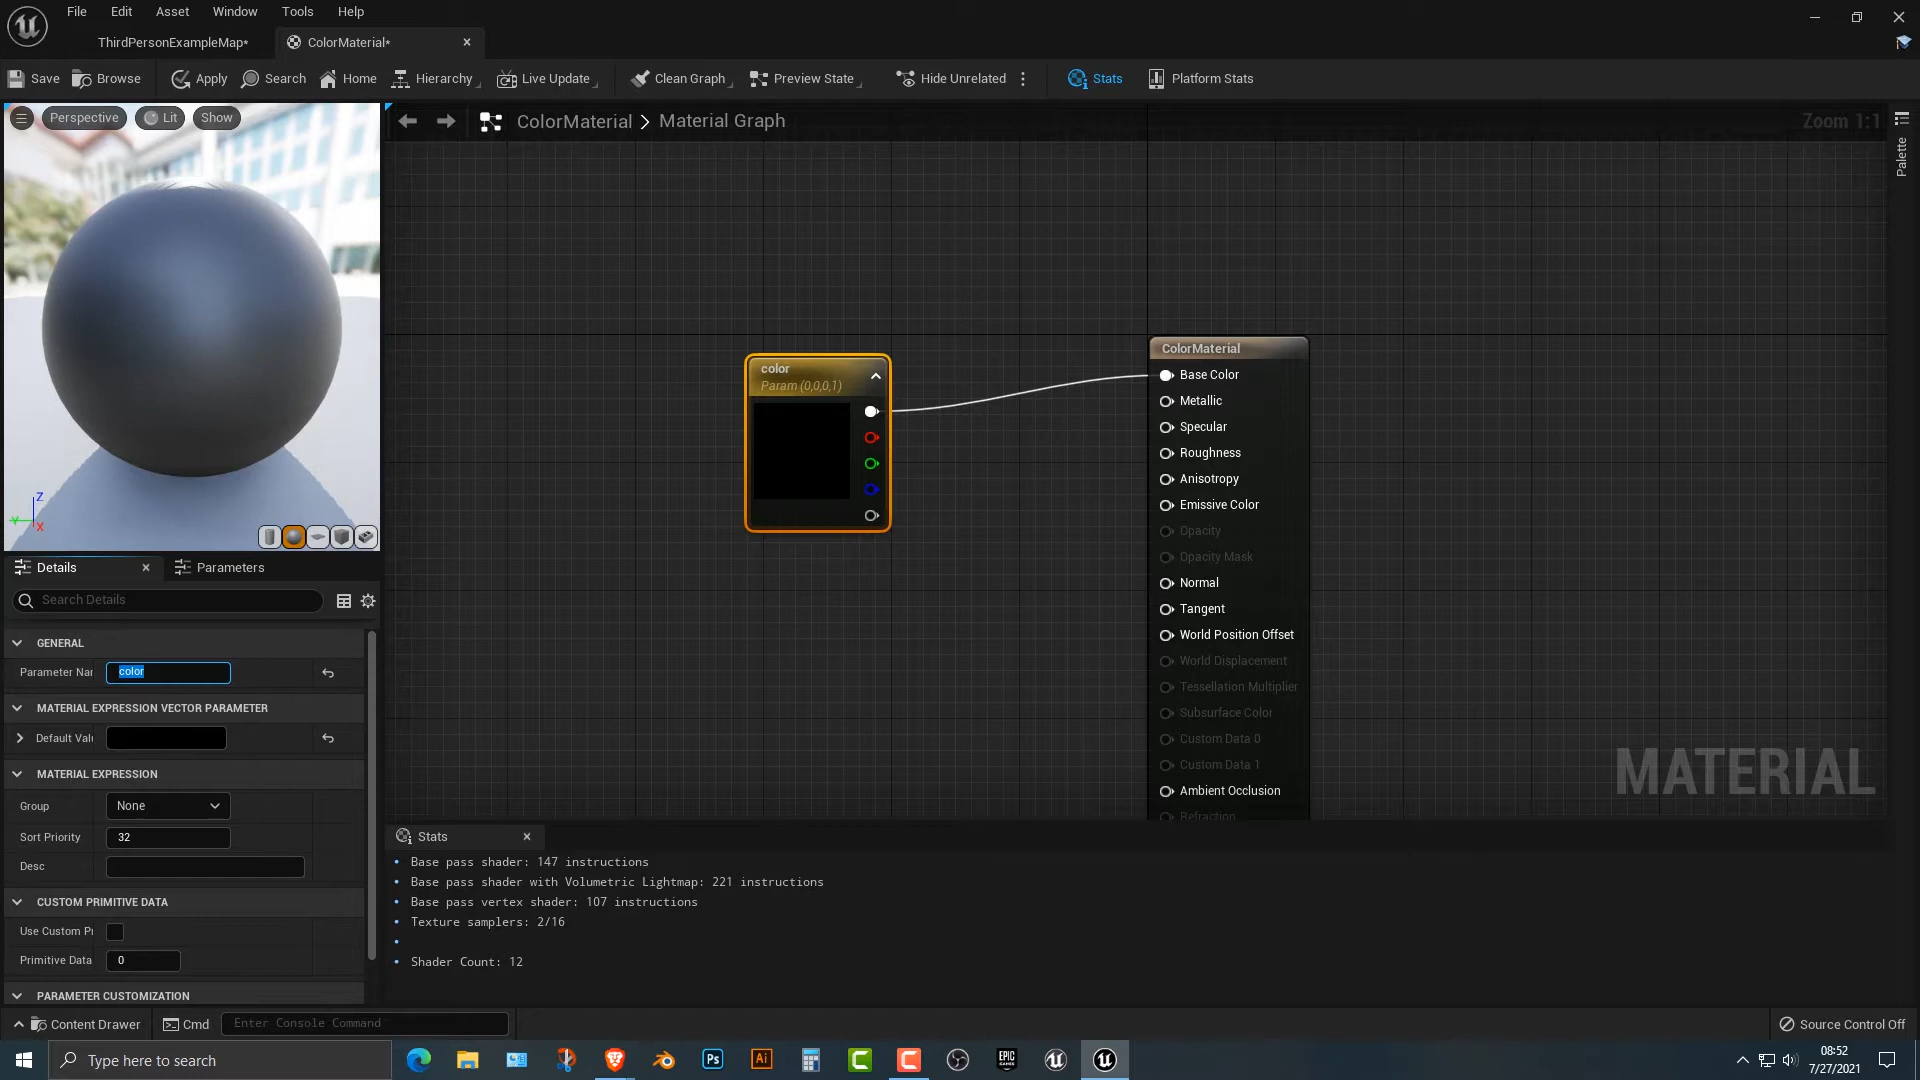 File Edit Asset Window Tools Help
ThirdPersonExampleMap*
ColorMaterial*
Save Browse Apply Search Home Hierarchy Live Update Clean Graph Preview State Hide Unrelated Stats Platform Stats
Perspective Lit Show
ColorMaterial > Material Graph
Zoom 1:1
Palette
color
Param (0,0,0,1)
ColorMaterial
Base Color
Metallic
Specular
Roughness
Anisotropy
Emissive Color
Opacity
Opacity Mask
Normal
Tangent
World Position Offset
World Displacement
Tessellation Multiplier
Subsurface Color
Custom Data 0
Custom Data 1
Ambient Occlusion
Refraction
MATERIAL
Z
Y
X
Details Parameters
Search Details
GENERAL
Parameter Nar color
MATERIAL EXPRESSION VECTOR PARAMETER
Default Valu
MATERIAL EXPRESSION
Group None
Sort Priority 32
Desc
CUSTOM PRIMITIVE DATA
Use Custom Pr
Primitive Data 0
PARAMETER CUSTOMIZATION
Stats
Base pass shader: 147 instructions
Base pass shader with Volumetric Lightmap: 221 instructions
Base pass vertex shader: 107 instructions
Texture samplers: 2/16
Shader Count: 12
Content Drawer Cmd Enter Console Command Source Control Off
Type here to search
Ps
Ai
EPIC GAMES
08:52
7/27/2021